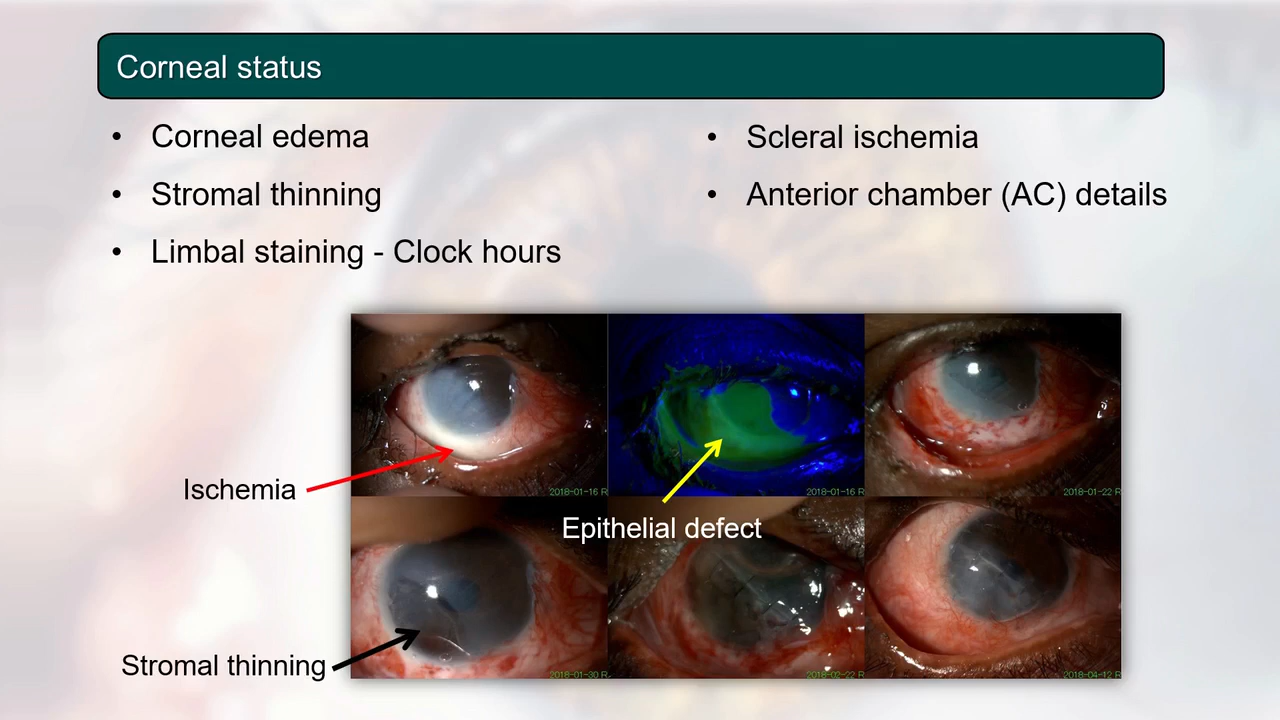 Corneal status
• Corneal edema
• Stromal thinning
• Limbal staining - Clock hours
• Scleral ischemia
• Anterior chamber (AC) details
2018-01-16 R
2018-01-16 R
2018-01-22 R
Ischemia
Epithelial defect
Stromal thinning
2018-01-30 R
2018-02-22 R
2018-04-12 R